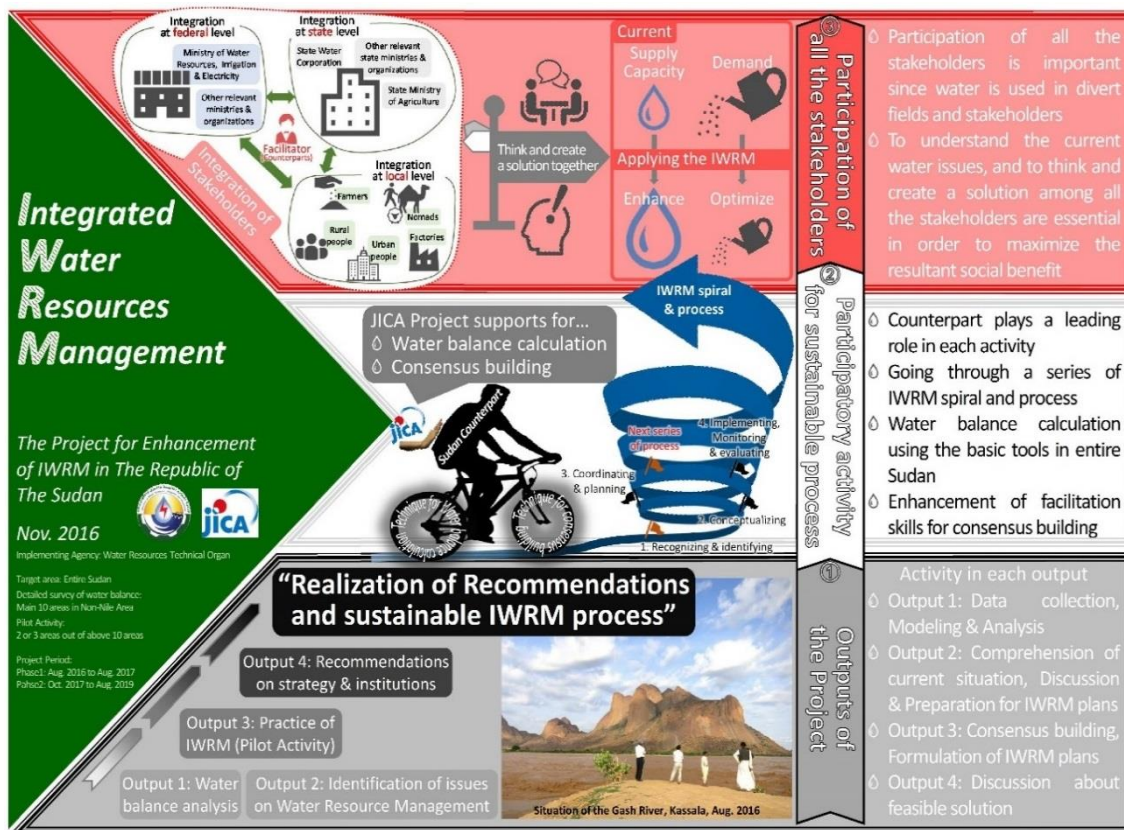 Integrated
Water
Resources
Management
The Project for Enhancement
of IWRM in The Republic of
The Sudan
Nov. 2016
JICA
Implementing Agency: Water Resources Technical Organ
Target area: Entire Sudan
Detailed survey of water balance:
Main 10 areas in Non-Nile Area
Pilot Activity:
2 or 3 areas out of above 10 areas
Project Period:
Phase1: Aug. 2016 to Aug. 2017
Pahse2: Oct. 2017 to Aug. 2019
Integration
at federal level
Ministry of Water
Resources, Irrigation
& Electricity
Other relevant
ministries &
organizations
Integration
at state level
State Water
Corporation
Other relevant
state ministries &
organizations
State Ministry
of Agriculture
Facilitator
(Counterparts)
Integration
at local level
Farmers
Nomads
Rural
people
Urban
people
Factories
Integration of
Stakeholders
Think and create
a solution together
Current
Supply
Capacity
Demand
Applying the IWRM
Enhance
Optimize
③ Participation of
all the stakeholders
Participation of all the
stakeholders is important
since water is used in divert
fields and stakeholders
To understand the current
water issues, and to think and
create a solution among all
the stakeholders are essential
in order to maximize the
resultant social benefit
JICA Project supports for...
Water balance calculation
Consensus building
JICA
Sudan Counterpart
Technique for water balance calculation
Technique for consensus building
IWRM spiral
& process
Next series
of process
4. Implementing,
Monitoring
& evaluating
3. Coordinating
& planning
2. Conceptualizing
1. Recognizing & identifying
② Participatory activity
for sustainable process
Counterpart plays a leading
role in each activity
Going through a series of
IWRM spiral and process
Water balance calculation
using the basic tools in entire
Sudan
Enhancement of facilitation
skills for consensus building
“Realization of Recommendations
and sustainable IWRM process”
Output 4: Recommendations
on strategy & institutions
Output 3: Practice of
IWRM (Pilot Activity)
Output 1: Water
balance analysis
Output 2: Identification of issues
on Water Resource Management
Situation of the Gash River, Kassala, Aug. 2016
① Outputs of
the Project
Activity in each output
Output 1: Data collection,
Modeling & Analysis
Output 2: Comprehension of
current situation, Discussion
& Preparation for IWRM plans
Output 3: Consensus building,
Formulation of IWRM plans
Output 4: Discussion about
feasible solution